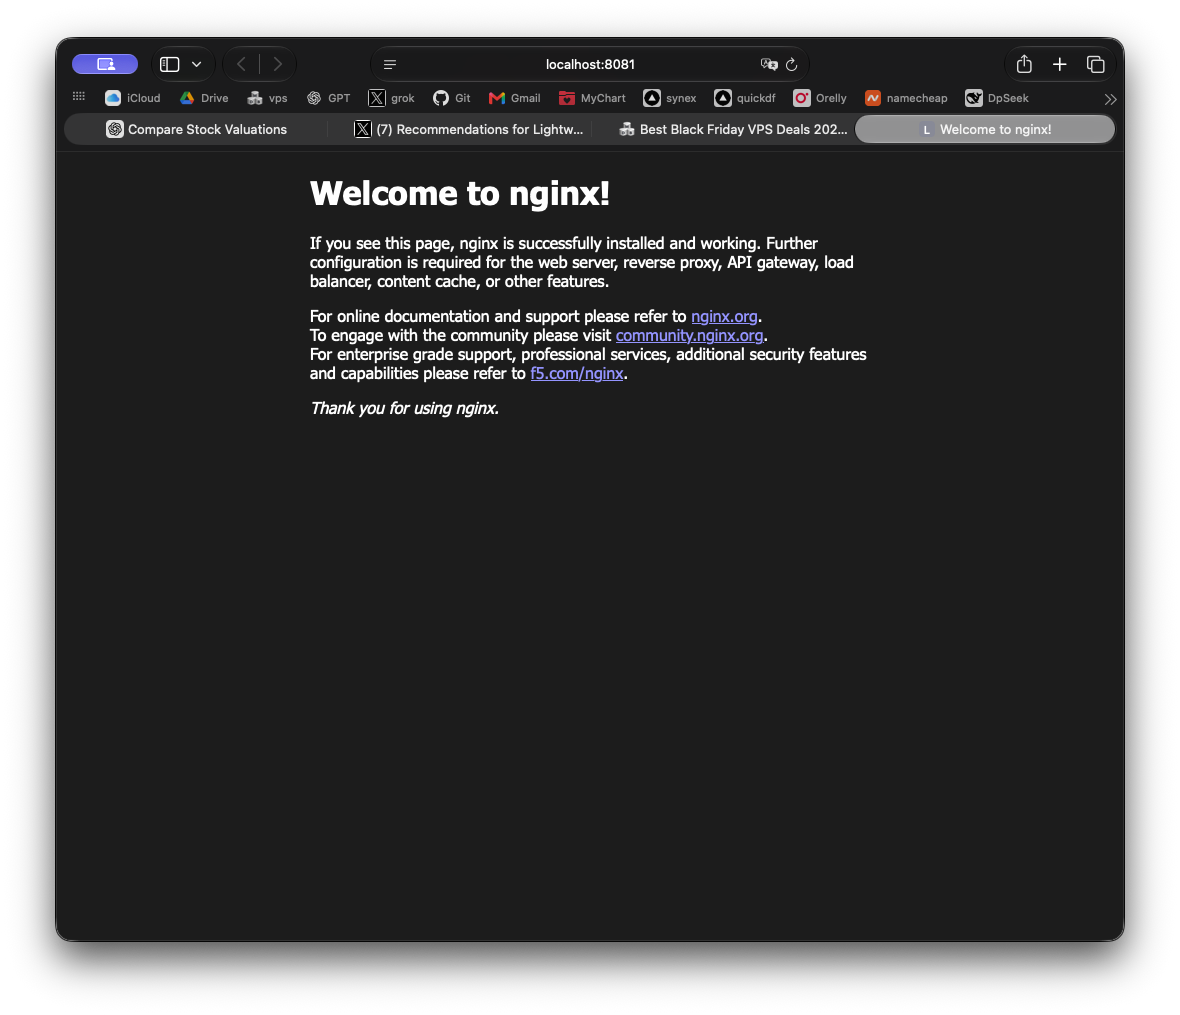 localhost:8081
iCloud
Drive
vps
GPT
grok
Git
Gmail
MyChart
synex
quickdf
Orelly
namecheap
DpSeek
Compare Stock Valuations
(7) Recommendations for Lightw...
Best Black Friday VPS Deals 202...
L Welcome to nginx!
Welcome to nginx!
If you see this page, nginx is successfully installed and working. Further
configuration is required for the web server, reverse proxy, API gateway, load
balancer, content cache, or other features.
For online documentation and support please refer to nginx.org.
To engage with the community please visit community.nginx.org.
For enterprise grade support, professional services, additional security features
and capabilities please refer to f5.com/nginx.
Thank you for using nginx.